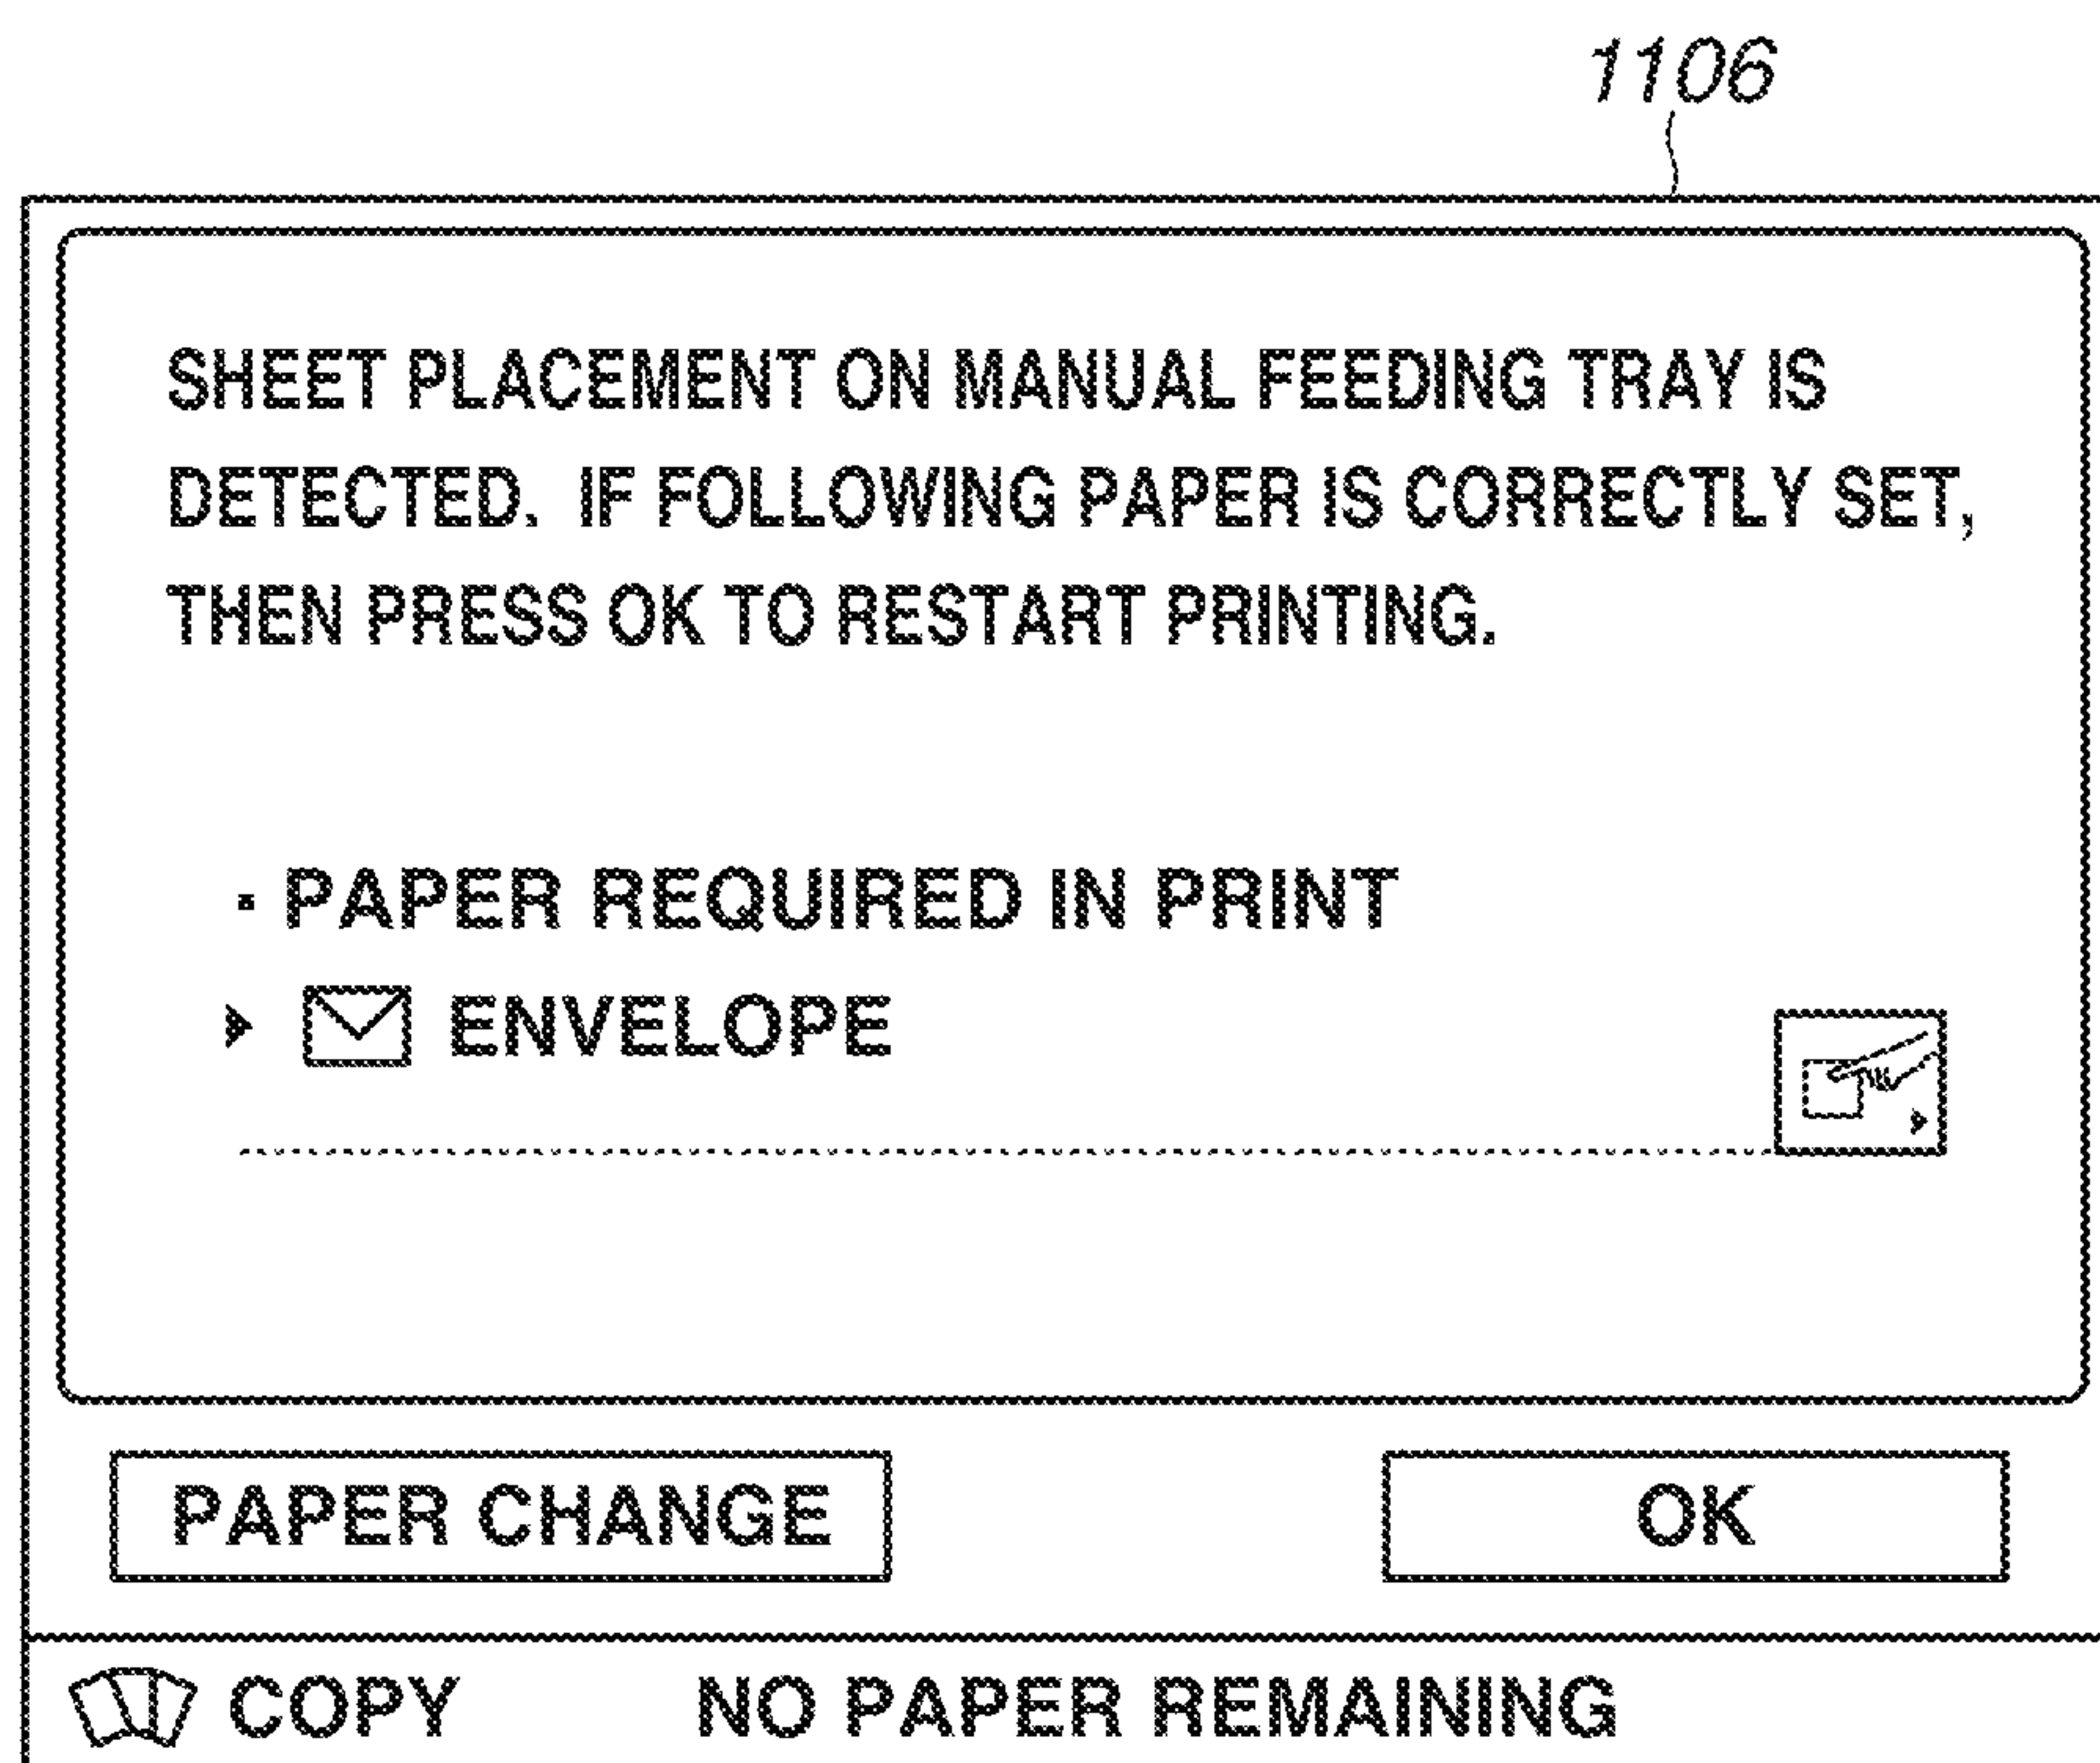 1106
SHEET PLACEMENT ON MANUAL FEEDING TRAY IS
DETECTED. IF FOLLOWING PAPER IS CORRECTLY SET,
THEN PRESS OK TO RESTART PRINTING.
· PAPER REQUIRED IN PRINT
ENVELOPE
PAPER CHANGE
OK
COPY NO PAPER REMAINING